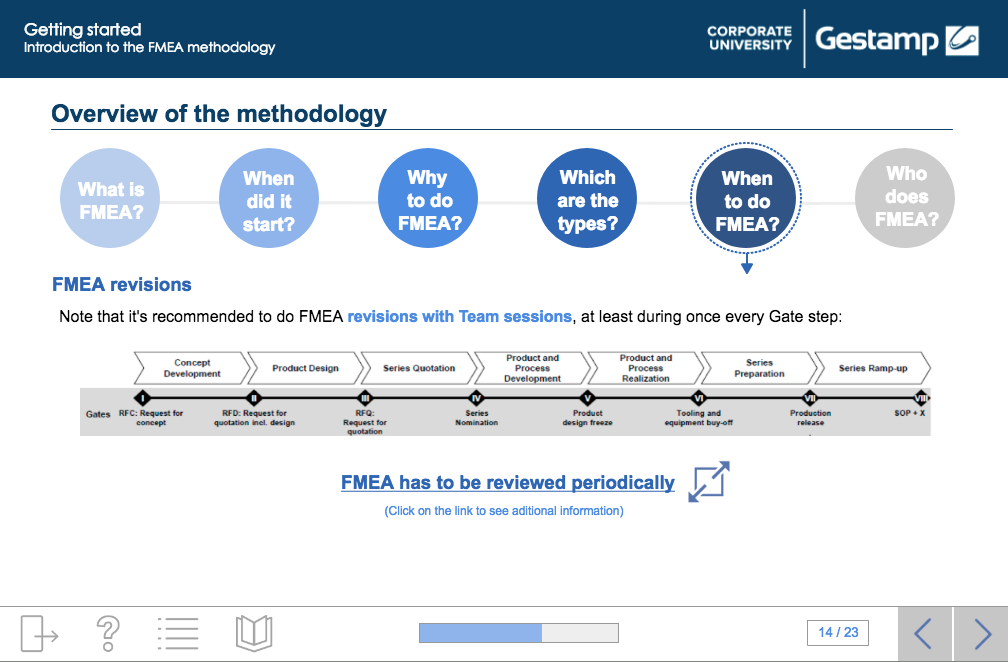 Getting started
Introduction to the FMEA methodology
CORPORATE
UNIVERSITY
Gestamp
Overview of the methodology
What is
FMEA?
When
did it
start?
Why
to do
FMEA?
Which
are the
types?
When
to do
FMEA?
Who
does
FMEA?
FMEA revisions
Note that it's recommended to do FMEA revisions with Team sessions, at least during once every Gate step:
Concept
Development
Product Design
Series Quotation
Product and
Process
Development
Product and
Process
Realization
Series
Preparation
Series Ramp-up
I
II
III
IV
V
VI
VII
VIII
Gates
RFC: Request for
concept
RFD: Request for
quotation incl. design
RFQ:
Request for
quotation
Series
Nomination
Product
design freeze
Tooling and
equipment buy-off
Production
release
SOP + X
FMEA has to be reviewed periodically
(Click on the link to see aditional information)
14 / 23